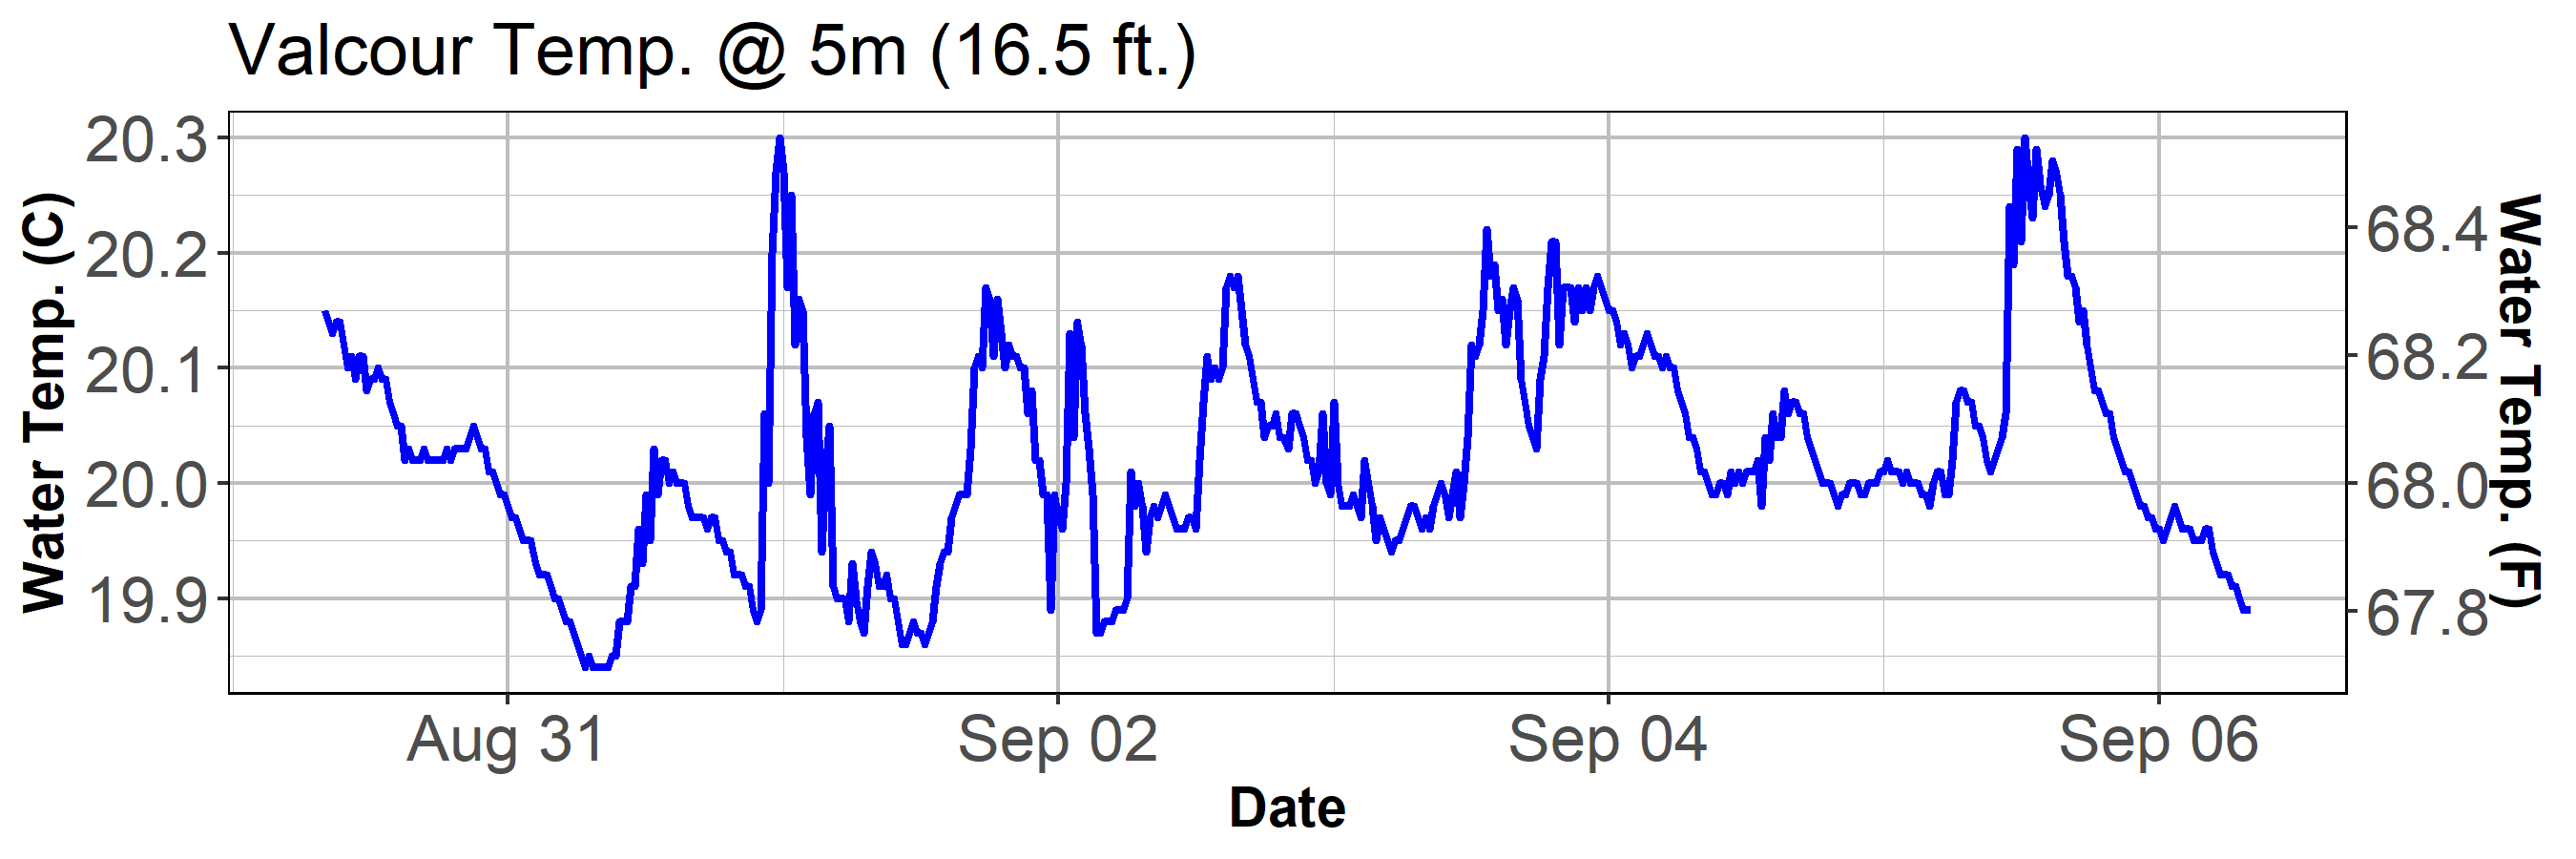 Valcour Temp. @ 5m (16.5 ft.)
Water Temp. (C)
20.3
20.2
20.1
20.0
19.9
68.4
68.2
68.0
67.8
Water Temp. (F)
Aug 31
Sep 02
Sep 04
Sep 06
Date